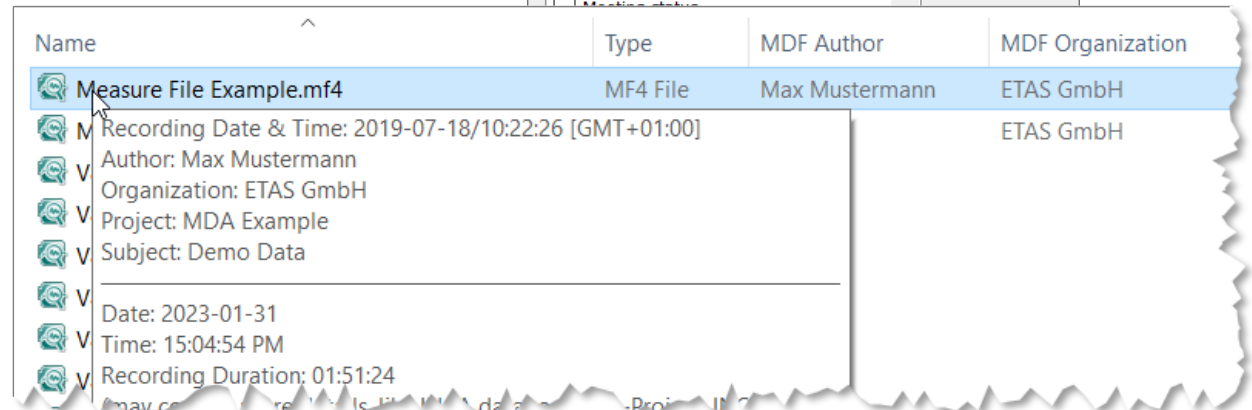 Meeting status
Name Type MDF Author MDF Organization
Measure File Example.mf4 MF4 File Max Mustermann ETAS GmbH
M ETAS GmbH
Recording Date & Time: 2019-07-18/10:22:26 [GMT+01:00]
Author: Max Mustermann
V
Organization: ETAS GmbH
V
Project: MDA Example
V
Subject: Demo Data
V
Date: 2023-01-31
V
Time: 15:04:54 PM
V
Recording Duration: 01:51:24
(may